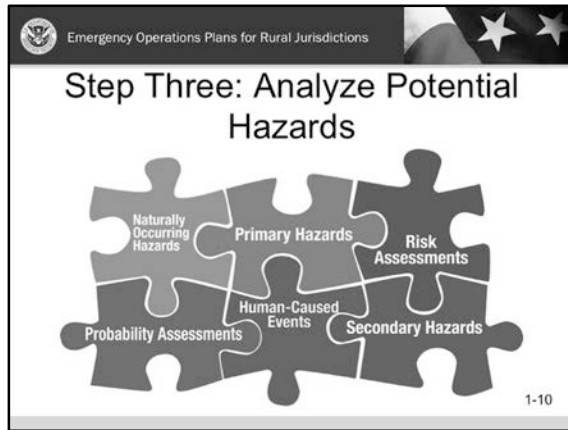 Emergency Operations Plans for Rural Jurisdictions
Step Three: Analyze Potential
Hazards
Naturally
Occurring
Hazards
Primary Hazards
Risk
Assessments
Probability Assessments
Human-Caused
Events
Secondary Hazards
1-10